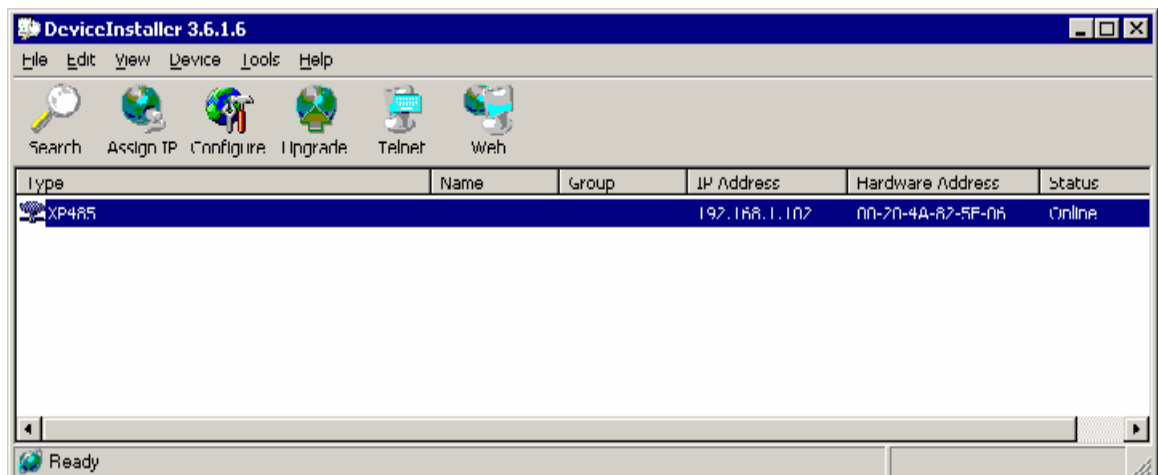 DeviceInstaller 3.6.1.6
File Edit View Device Tools Help
Search Assign IP Configure Upgrade Telnet Web
Type Name Group IP Address Hardware Address Status
XP485 192.168.1.102 00-20-4A-82-5F-06 Online
Ready